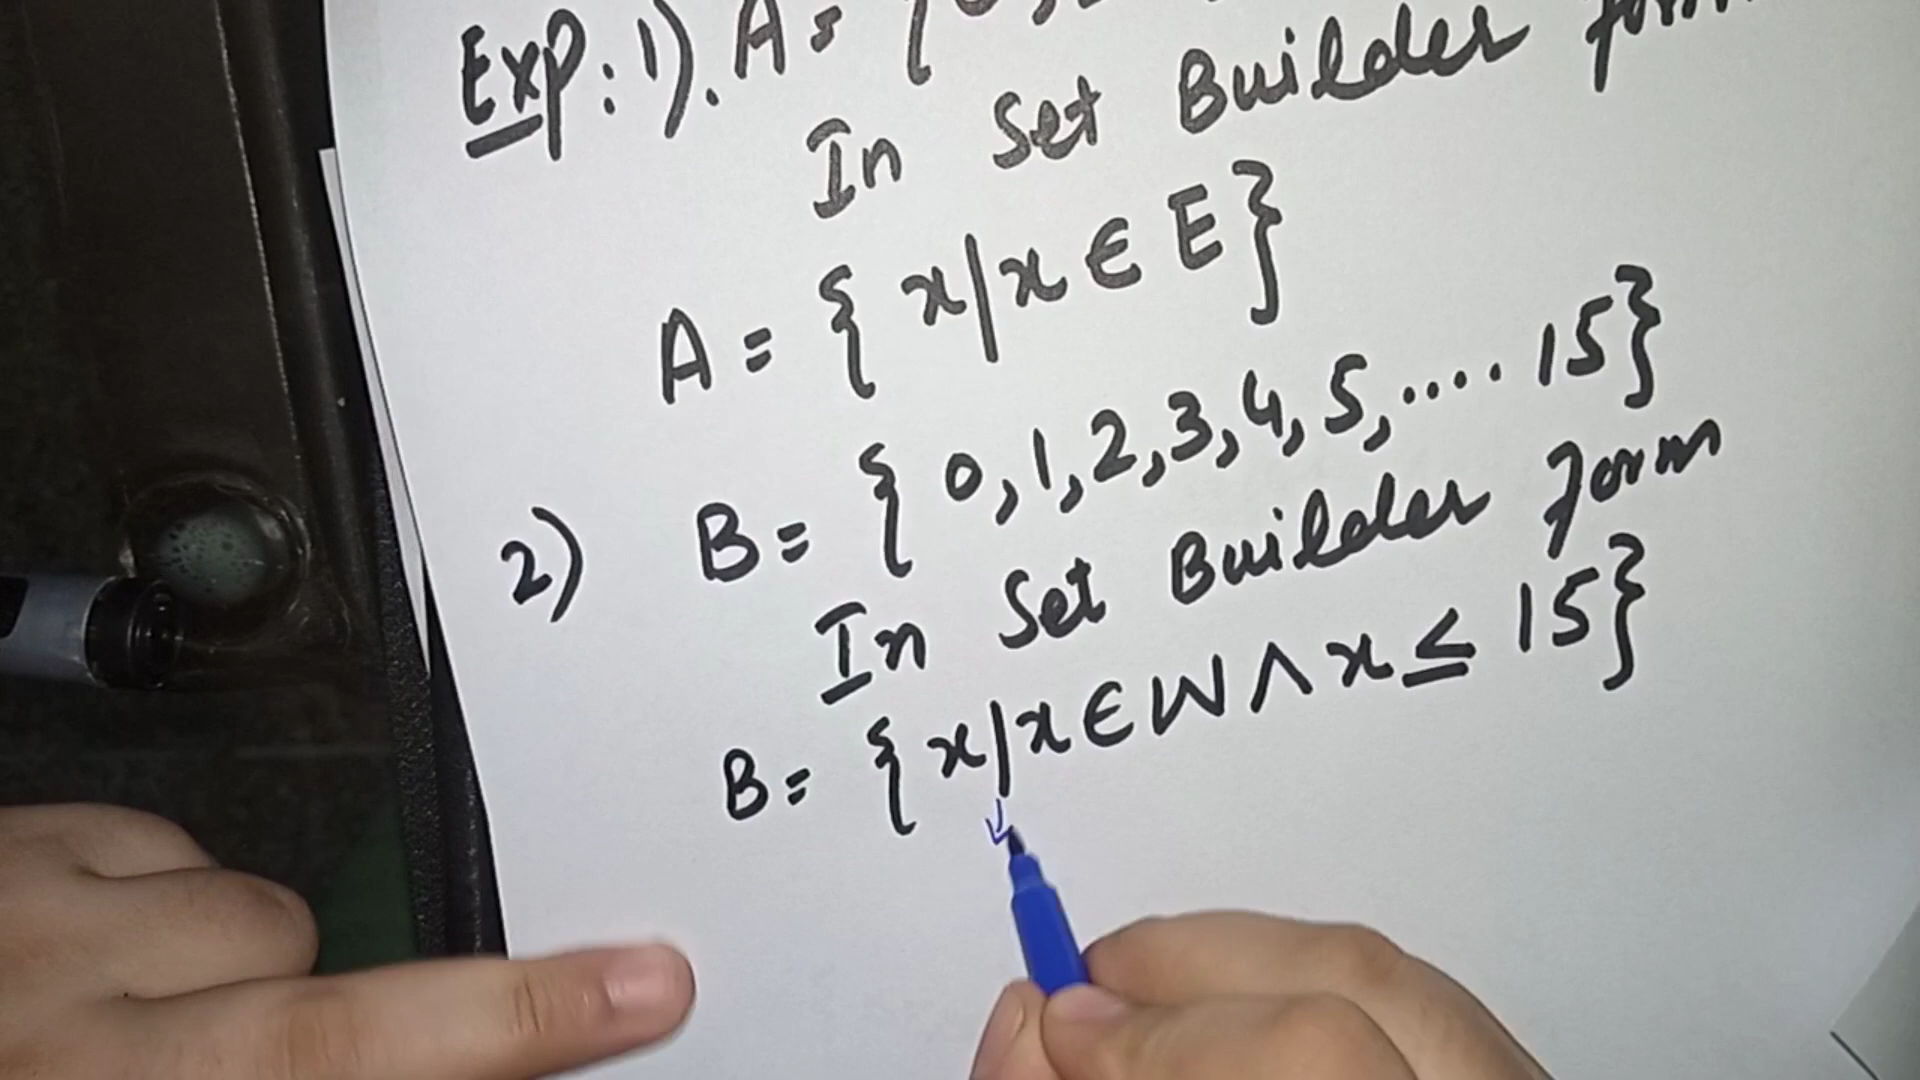 Exp: 1). A = { 0,
In Set Builder form
A = { x/x ∈ E }
2) B = { 0, 1, 2, 3, 4, 5, .... 15}
In Set Builder form
B = { x/x ∈ W ∧ x ≤ 15}